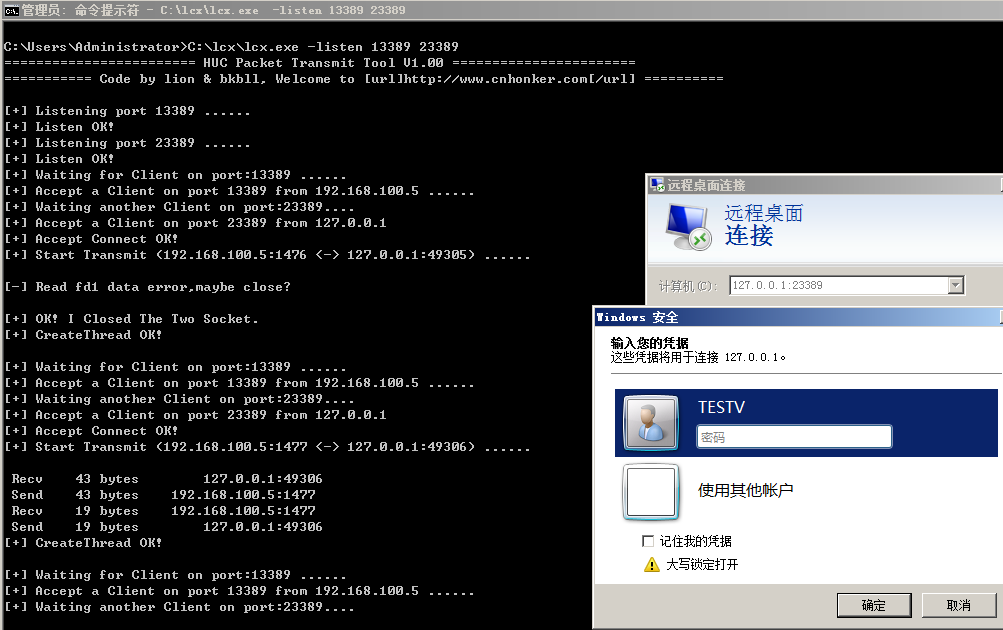 管理员: 命令提示符 - C:\lcx\lcx.exe -listen 13389 23389
C:\Users\Administrator>C:\lcx\lcx.exe -listen 13389 23389
======================== HUC Packet Transmit Tool V1.00 =======================
=========== Code by lion & bkbll, Welcome to [url]http://www.cnhonker.com[/url] ==========
[+] Listening port 13389 ......
[+] Listen OK!
[+] Listening port 23389 ......
[+] Listen OK!
[+] Waiting for Client on port:13389 ......
[+] Accept a Client on port 13389 from 192.168.100.5 ......
[+] Waiting another Client on port:23389....
[+] Accept a Client on port 23389 from 127.0.0.1
[+] Accept Connect OK!
[+] Start Transmit (192.168.100.5:1476 <-> 127.0.0.1:49305) ......
[-] Read fd1 data error,maybe close?
[+] OK! I Closed The Two Socket.
[+] CreateThread OK!
[+] Waiting for Client on port:13389 ......
[+] Accept a Client on port 13389 from 192.168.100.5 ......
[+] Waiting another Client on port:23389....
[+] Accept a Client on port 23389 from 127.0.0.1
[+] Accept Connect OK!
[+] Start Transmit (192.168.100.5:1477 <-> 127.0.0.1:49306) ......
Recv 43 bytes 127.0.0.1:49306
Send 43 bytes 192.168.100.5:1477
Recv 19 bytes 192.168.100.5:1477
Send 19 bytes 127.0.0.1:49306
[+] CreateThread OK!
[+] Waiting for Client on port:13389 ......
[+] Accept a Client on port 13389 from 192.168.100.5 ......
[+] Waiting another Client on port:23389....
远程桌面连接
远程桌面
连接
计算机(C): 127.0.0.1:23389
Windows 安全
输入您的凭据
这些凭据将用于连接 127.0.0.1。
TESTV
密码
使用其他帐户
记住我的凭据
大写锁定打开
确定 取消